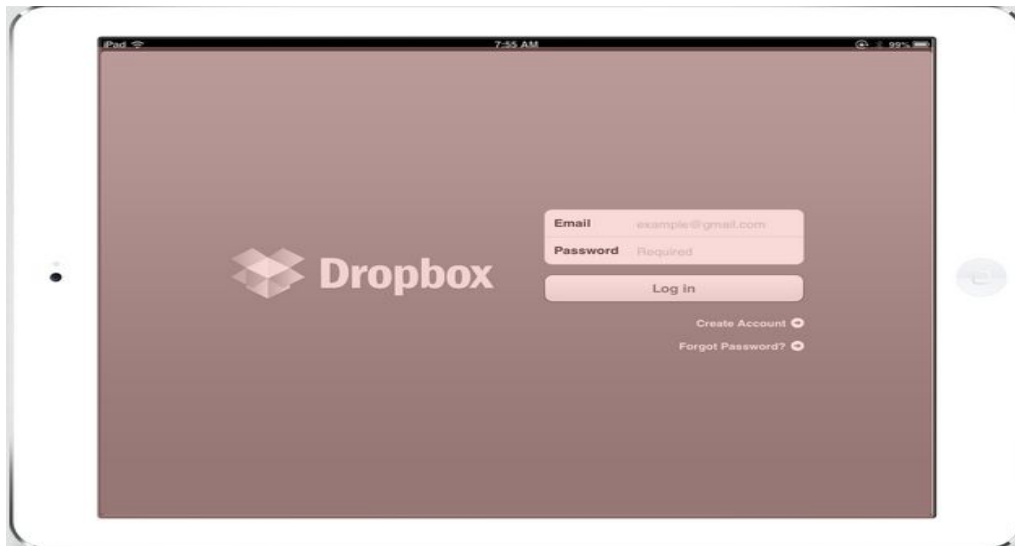 iPad 7:55 AM 99%
Email example@gmail.com
Password Required
Dropbox
Log in
Create Account
Forgot Password?